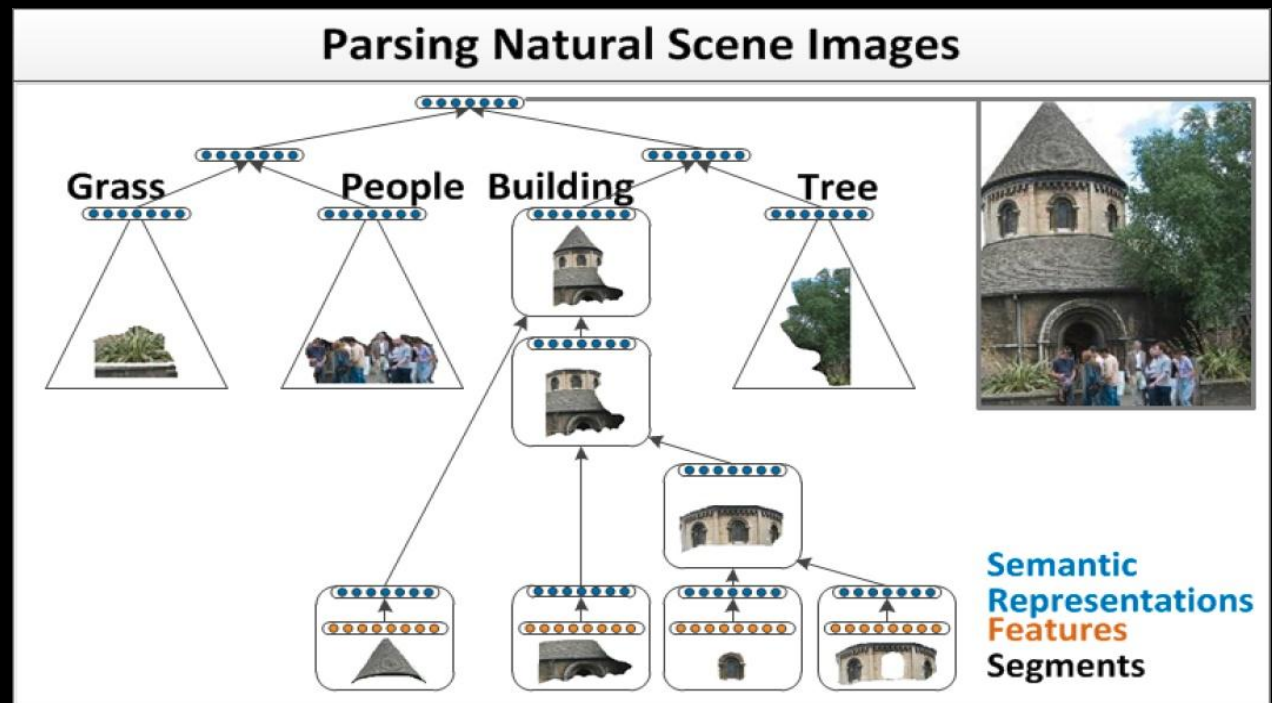 Parsing Natural Scene Images
Grass People Building Tree
Semantic
Representations
Features
Segments